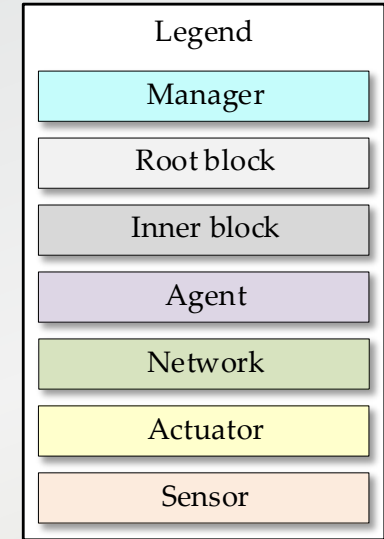 Legend
Manager
Root block
Inner block
Agent
Network
Actuator
Sensor